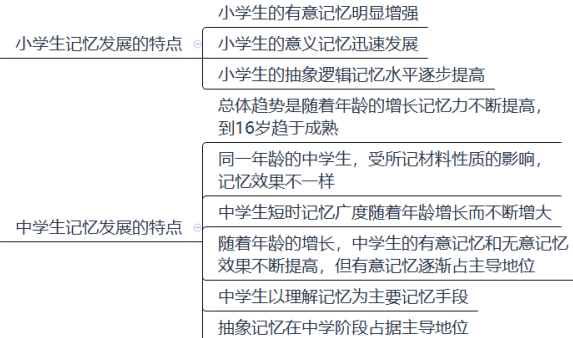 小学生记忆发展的特点
小学生的有意记忆明显增强
小学生的意义记忆迅速发展
小学生的抽象逻辑记忆水平逐步提高
中学生记忆发展的特点
总体趋势是随着年龄的增长记忆力不断提高，
到16岁趋于成熟
同一年龄的中学生，受所记材料性质的影响，
记忆效果不一样
中学生短时记忆广度随着年龄增长而不断增大
随着年龄的增长，中学生的有意记忆和无意记忆
效果不断提高，但有意记忆逐渐占主导地位
中学生以理解记忆为主要记忆手段
抽象记忆在中学阶段占据主导地位